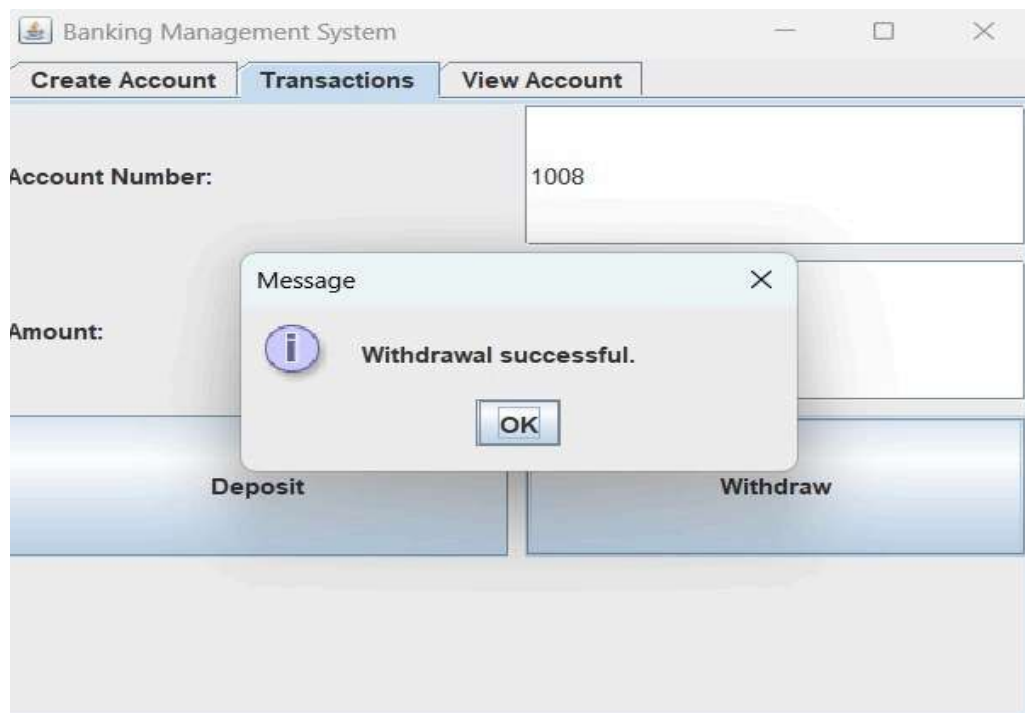 Banking Management System
Create Account Transactions View Account
Account Number: 1008
Message
Amount:
Withdrawal successful.
OK
Deposit Withdraw